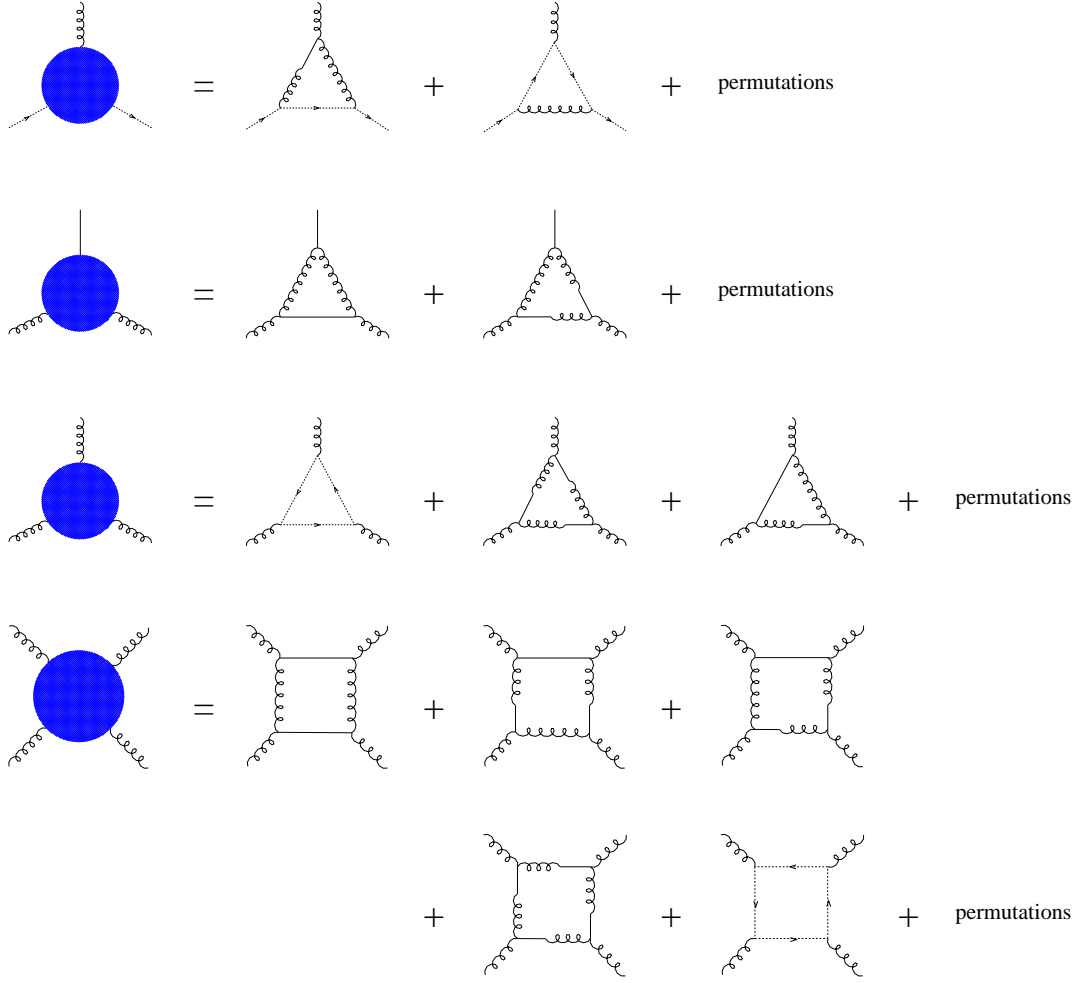 = + + permutations
= + + permutations
= + + + permutations
= + +
+ + + permutations